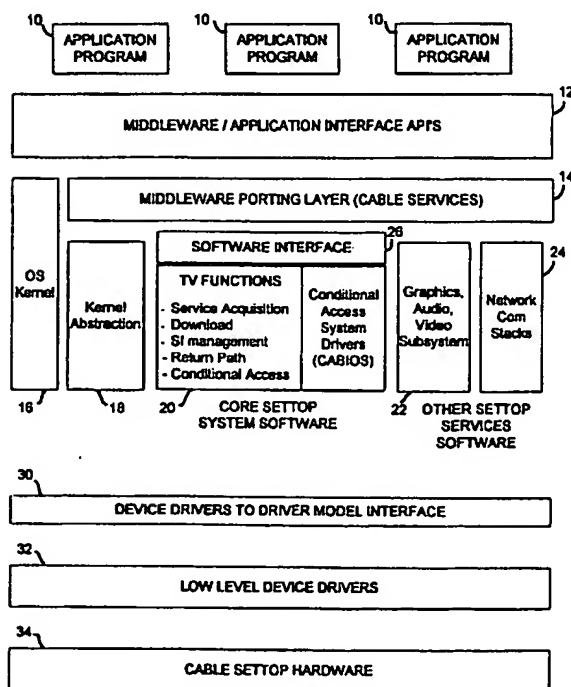 10 10 10
APPLICATION PROGRAM
APPLICATION PROGRAM
APPLICATION PROGRAM
12
MIDDLEWARE / APPLICATION INTERFACE API'S
14
MIDDLEWARE PORTING LAYER (CABLE SERVICES)
26
SOFTWARE INTERFACE
24
OS Kernel
Kernel Abstraction
TV FUNCTIONS
- Service Acquisition
- Download
- SI management
- Return Path
- Conditional Access
Conditional
Access
System
Drivers
(CABIOS)
Graphics,
Audio,
Video
Subsystem
Network
Com
Stacks
16 18 20 22
CORE SETTOP
SYSTEM SOFTWARE
OTHER SETTOP
SERVICES
SOFTWARE
30
DEVICE DRIVERS TO DRIVER MODEL INTERFACE
32
LOW LEVEL DEVICE DRIVERS
34
CABLE SETTOP HARDWARE